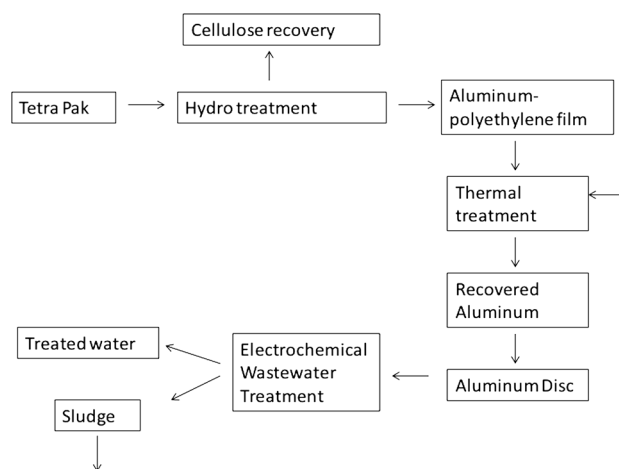 Cellulose recovery
Tetra Pak
Hydro treatment
Aluminum-
polyethylene film
Thermal
treatment
Recovered
Aluminum
Treated water
Electrochemical
Wastewater
Treatment
Aluminum Disc
Sludge